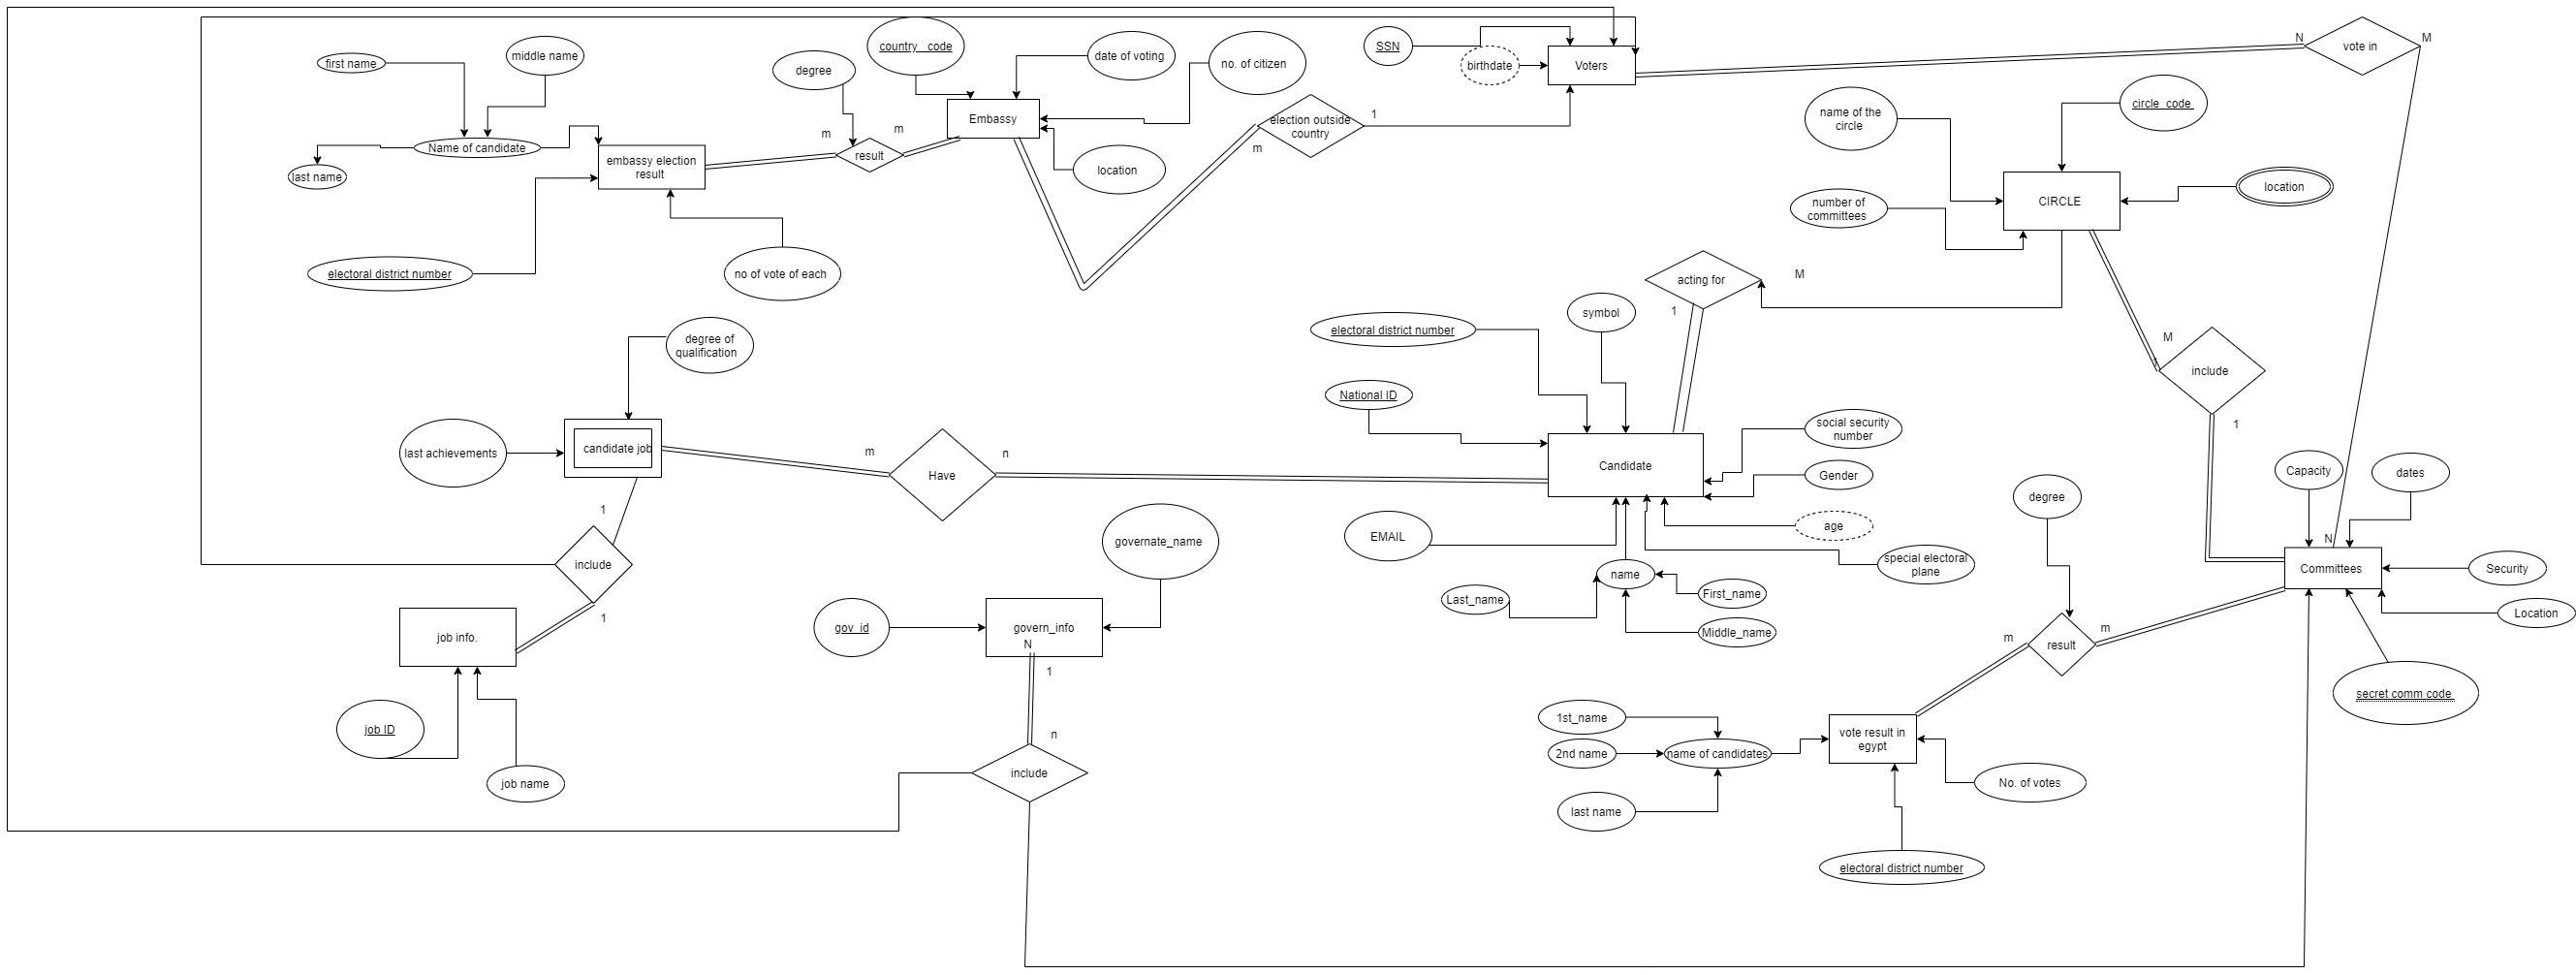 first name
middle name
Name of candidate
last name
electoral district number
embassy election
result
no of vote of each
degree
m
result
m
country _code
date of voting
no. of citizen
Embassy
location
m
election outside
country
1
SSN
birthdate
Voters
N
vote in
M
name of the
circle
circle_code
number of
committees
CIRCLE
location
acting for
M
1
M
include
1
degree of
qualification
last achievements
candidate job
m
Have
n
1
include
1
job info.
job ID
job name
electoral district number
symbol
National ID
Candidate
social security
number
Gender
age
special electoral
plane
EMAIL
name
Last_name
First_name
Middle_name
governate_name
gov_id
govern_info
N
1
n
include
Capacity
dates
N
Committees
Security
Location
secret comm code
degree
m
result
m
1st_name
2nd name
name of candidates
last name
vote result in
egypt
No. of votes
electoral district number